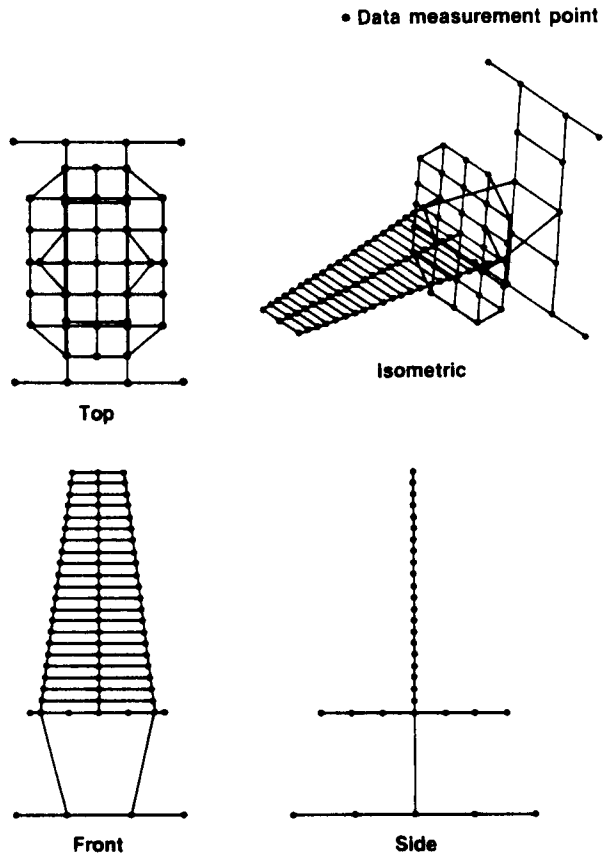 • Data measurement point
Isometric
Top
Front
Side